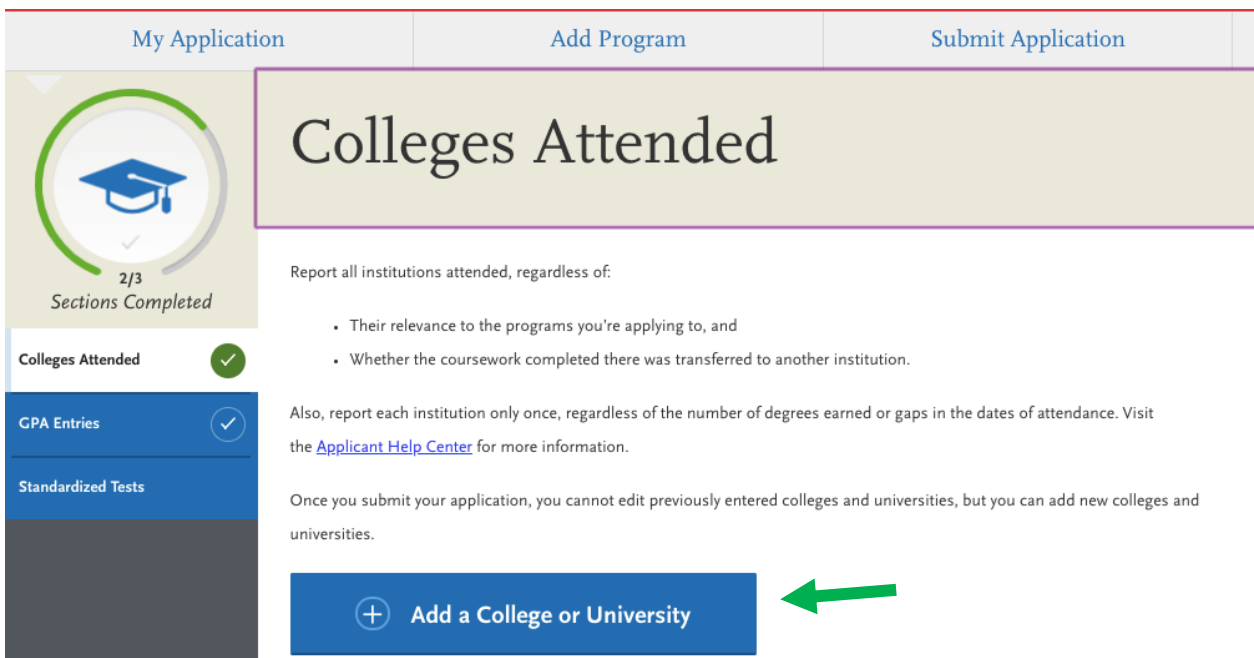 My Application
Add Program
Submit Application
Colleges Attended
2/3
Sections Completed
Colleges Attended
GPA Entries
Standardized Tests
Report all institutions attended, regardless of:
• Their relevance to the programs you’re applying to, and
• Whether the coursework completed there was transferred to another institution.
Also, report each institution only once, regardless of the number of degrees earned or gaps in the dates of attendance. Visit
the Applicant Help Center for more information.
Once you submit your application, you cannot edit previously entered colleges and universities, but you can add new colleges and
universities.
Add a College or University